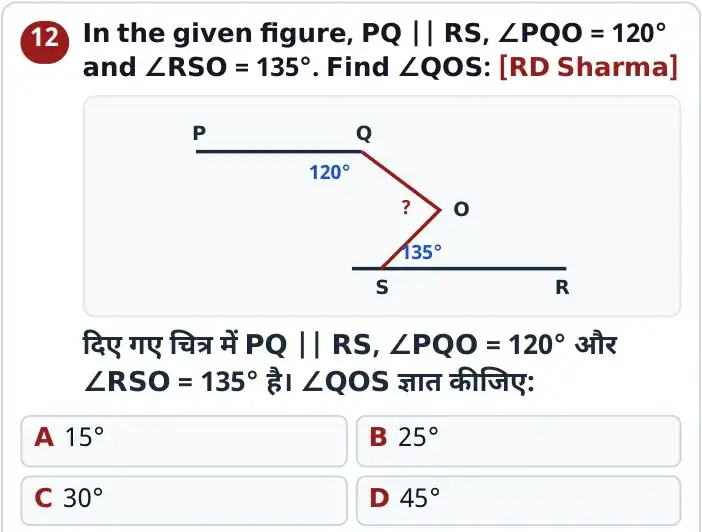 12 In the given figure, PQ || RS, ∠PQO = 120°
and ∠RSO = 135°. Find ∠QOS: [RD Sharma]
P Q
120°
? O
135°
S R
दिए गए चित्र में PQ || RS, ∠PQO = 120° और
∠RSO = 135° है। ∠QOS ज्ञात कीजिए:
A 15° B 25°
C 30° D 45°